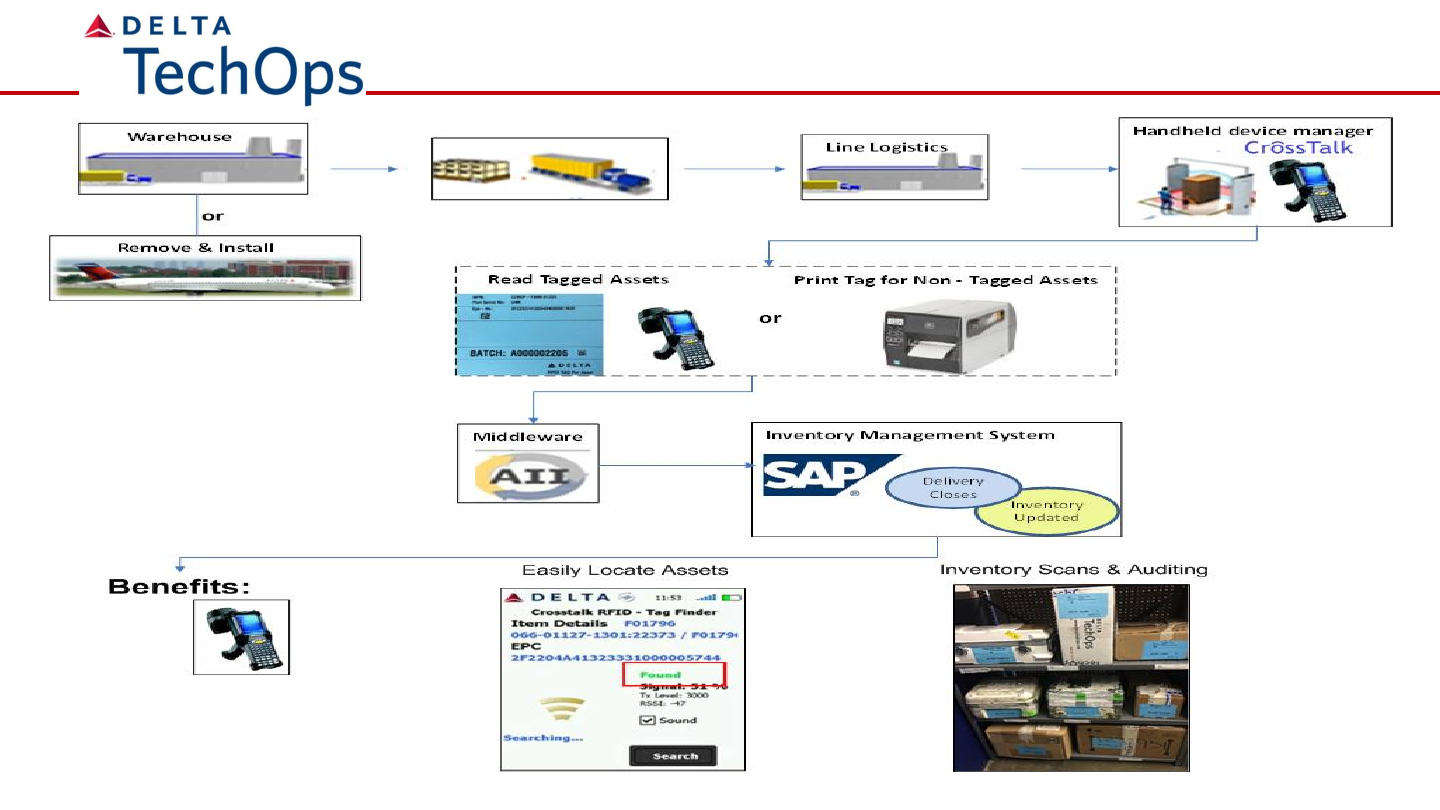 DELTA
TechOps
Warehouse
or
Remove & Install
Line Logistics
Handheld device manager
CrossTalk
Read Tagged Assets
BATCH: A000002205
DELTA
or
Print Tag for Non - Tagged Assets
Middleware
AII
Inventory Management System
SAP
®
Delivery
Closes
Inventory
Updated
Benefits:
Easily Locate Assets
DELTA 11:53
Crosstalk RFID - Tag Finder
Item Details F01796
066-01127-1301:22373 / F0179
EPC
2F2204A41323331000005744
Found
Signal: 51 %
Tx Level: 3000
RSSI: -47
Sound
Searching...
Search
Inventory Scans & Auditing
DELTA
TechOps